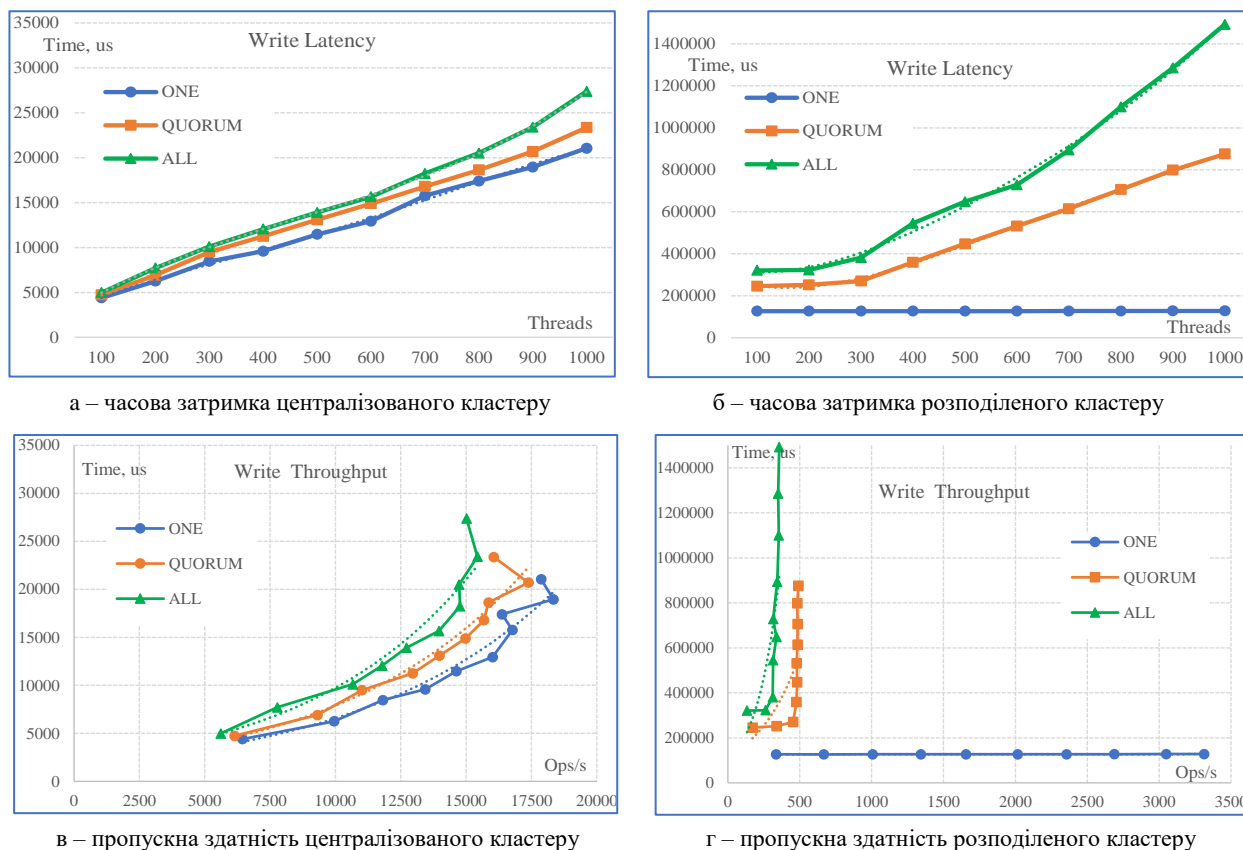 35000
Time, us
Write Latency
30000
25000
20000
15000
10000
5000
0
ONE
QUORUM
ALL
Threads
100 200 300 400 500 600 700 800 900 1000
а – часова затримка централізованого кластеру
1400000
Time, us
Write Latency
1200000
1000000
800000
600000
400000
200000
0
ONE
QUORUM
ALL
Threads
100 200 300 400 500 600 700 800 900 1000
б – часова затримка розподіленого кластеру
35000
Time, us
Write Throughput
30000
25000
20000
15000
10000
5000
0
ONE
QUORUM
ALL
Ops/s
0 2500 5000 7500 10000 12500 15000 17500 20000
в – пропускна здатність централізованого кластеру
Time, us
1400000
Write Throughput
1200000
1000000
800000
600000
400000
200000
0
ONE
QUORUM
ALL
Ops/s
0 500 1000 1500 2000 2500 3000 3500
г – пропускна здатність розподіленого кластеру